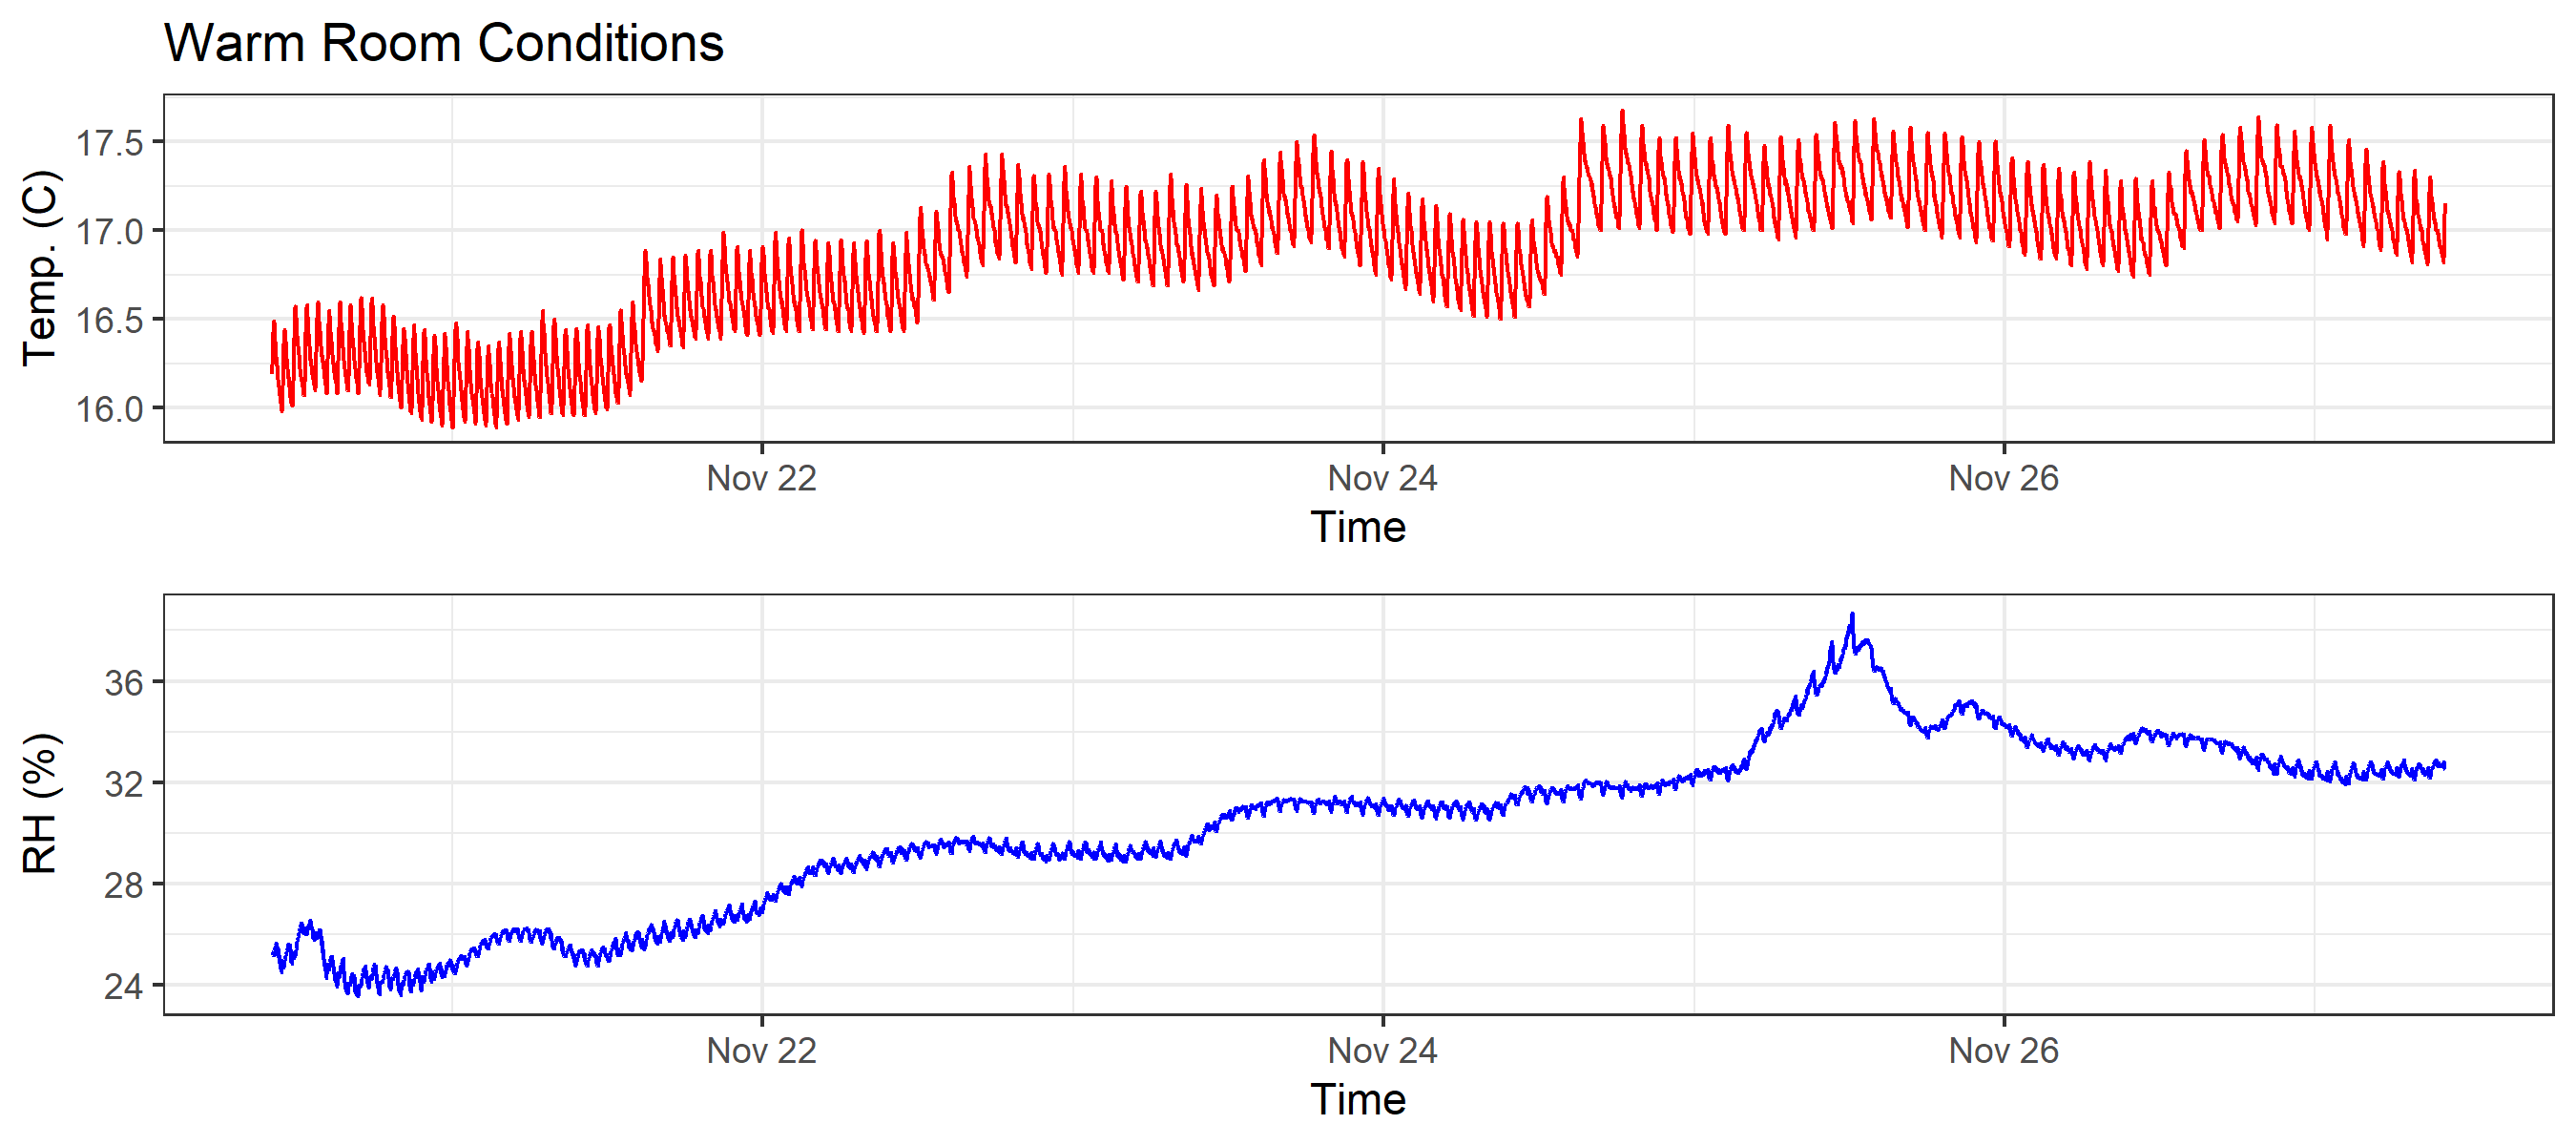 Warm Room Conditions
Temp. (C)
17.5
17.0
16.5
16.0
Nov 22 Nov 24 Nov 26
Time
RH (%)
36
32
28
24
Nov 22 Nov 24 Nov 26
Time